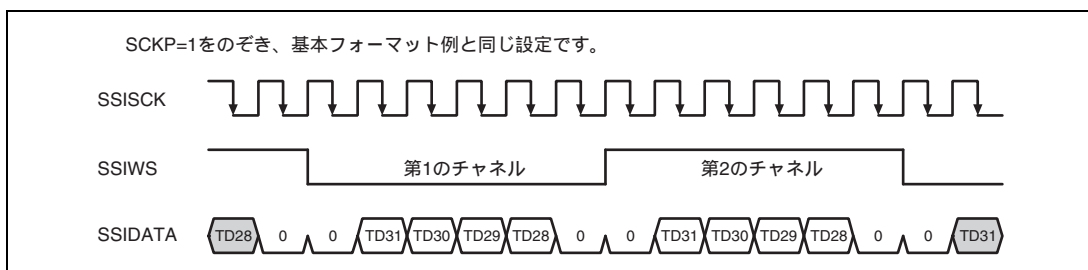 SCKP=1をのぞき、基本フォーマット例と同じ設定です。
SSISCK
SSIWS 第1のチャネル 第2のチャネル
SSIDATA TD28 0 0 TD31 TD30 TD29 TD28 0 0 TD31 TD30 TD29 TD28 0 0 TD31